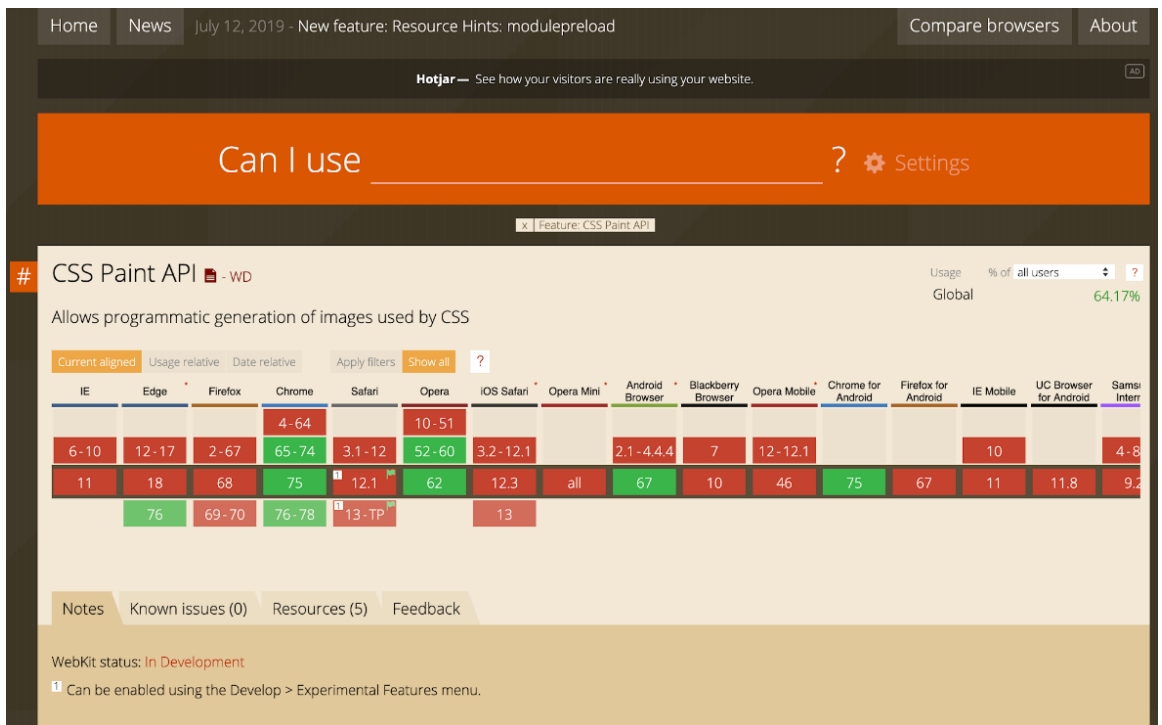 Home News July 12, 2019 - New feature: Resource Hints: modulepreload Compare browsers About
Hotjar — See how your visitors are really using your website. AD
Can I use ? Settings
x Feature: CSS Paint API
# CSS Paint API - WD Usage % of all users ?
Global 64.17%
Allows programmatic generation of images used by CSS
Current aligned Usage relative Date relative Apply filters Show all ?
IE Edge * Firefox Chrome Safari Opera iOS Safari * Opera Mini * Android Browser * Blackberry Browser Opera Mobile * Chrome for Android Firefox for Android IE Mobile UC Browser for Android
4-64 10-51
6-10 12-17 2-67 65-74 3.1-12 52-60 3.2-12.1 2.1-4.4.4 7 12-12.1 10 4-8
11 18 68 75 1 12.1 62 12.3 all 67 10 46 75 67 11 11.8 9.2
76 69-70 76-78 1 13-TP 13
Notes Known issues (0) Resources (5) Feedback
WebKit status: In Development
1 Can be enabled using the Develop > Experimental Features menu.